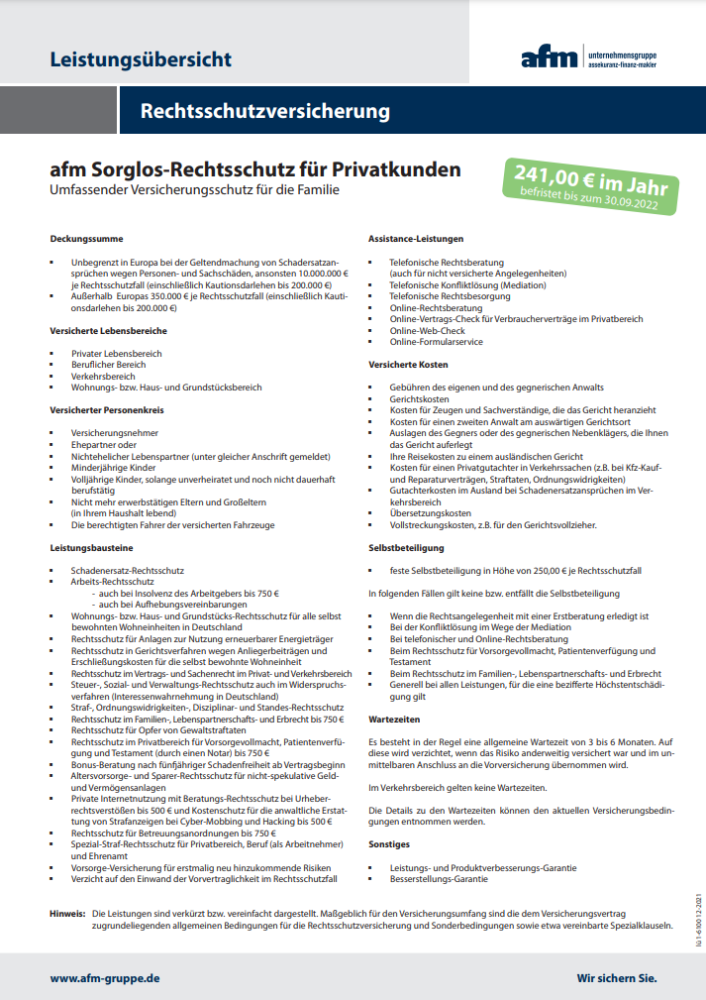 Leistungsübersicht
afm
unternehmensgruppe
assekuranz-finanz-makler
Rechtsschutzversicherung
afm Sorglos-Rechtsschutz für Privatkunden
Umfassender Versicherungsschutz für die Familie
241,00 € im Jahr
befristet bis zum 30.09.2022
Deckungssumme
▪ Unbegrenzt in Europa bei der Geltendmachung von Schadersatzan-
sprüchen wegen Personen- und Sachschäden, ansonsten 10.000.000 €
je Rechtsschutzfall (einschließlich Kautionsdarlehen bis 200.000 €)
▪ Außerhalb Europas 350.000 € je Rechtsschutzfall (einschließlich Kauti-
onsdarlehen bis 200.000 €)
Versicherte Lebensbereiche
▪ Privater Lebensbereich
▪ Beruflicher Bereich
▪ Verkehrsbereich
▪ Wohnungs- bzw. Haus- und Grundstücksbereich
Versicherter Personenkreis
▪ Versicherungsnehmer
▪ Ehepartner oder
▪ Nichtehelicher Lebenspartner (unter gleicher Anschrift gemeldet)
▪ Minderjährige Kinder
▪ Volljährige Kinder, solange unverheiratet und noch nicht dauerhaft
berufstätig
▪ Nicht mehr erwerbstätigen Eltern und Großeltern
(in Ihrem Haushalt lebend)
▪ Die berechtigten Fahrer der versicherten Fahrzeuge
Leistungsbausteine
▪ Schadenersatz-Rechtsschutz
▪ Arbeits-Rechtsschutz
- auch bei Insolvenz des Arbeitgebers bis 750 €
- auch bei Aufhebungsvereinbarungen
▪ Wohnungs- bzw. Haus- und Grundstücks-Rechtsschutz für alle selbst
bewohnten Wohneinheiten in Deutschland
▪ Rechtsschutz für Anlagen zur Nutzung erneuerbarer Energieträger
▪ Rechtsschutz in Gerichtsverfahren wegen Anliegerbeiträgen und
Erschließungskosten für die selbst bewohnte Wohneinheit
▪ Rechtsschutz im Vertrags- und Sachenrecht im Privat- und Verkehrsbereich
▪ Steuer-, Sozial- und Verwaltungs-Rechtsschutz auch im Widerspruchs-
verfahren (Interessenwahrnehmung in Deutschland)
▪ Straf-, Ordnungswidrigkeiten-, Disziplinar- und Standes-Rechtsschutz
▪ Rechtsschutz im Familien-, Lebenspartnerschafts- und Erbrecht bis 750 €
▪ Rechtsschutz für Opfer von Gewaltstraftaten
▪ Rechtsschutz im Privatbereich für Vorsorgevollmacht, Patientenverfü-
gung und Testament (durch einen Notar) bis 750 €
▪ Bonus-Beratung nach fünfjähriger Schadenfreiheit ab Vertragsbeginn
▪ Altersvorsorge- und Sparer-Rechtsschutz für nicht-spekulative Geld-
und Vermögensanlagen
▪ Private Internetnutzung mit Beratungs-Rechtsschutz bei Urheber-
rechtsverstößen bis 500 € und Kostenschutz für die anwaltliche Erstat-
tung von Strafanzeigen bei Cyber-Mobbing und Hacking bis 500 €
▪ Rechtsschutz für Betreuungsanordnungen bis 750 €
▪ Spezial-Straf-Rechtsschutz für Privatbereich, Beruf (als Arbeitnehmer)
und Ehrenamt
▪ Vorsorge-Versicherung für erstmalig neu hinzukommende Risiken
▪ Verzicht auf den Einwand der Vorvertraglichkeit im Rechtsschutzfall
Assistance-Leistungen
▪ Telefonische Rechtsberatung
(auch für nicht versicherte Angelegenheiten)
▪ Telefonische Konfliktlösung (Mediation)
▪ Telefonische Rechtsbesorgung
▪ Online-Rechtsberatung
▪ Online-Vertrags-Check für Verbraucherverträge im Privatbereich
▪ Online-Web-Check
▪ Online-Formularservice
Versicherte Kosten
▪ Gebühren des eigenen und des gegnerischen Anwalts
▪ Gerichtskosten
▪ Kosten für Zeugen und Sachverständige, die das Gericht heranzieht
▪ Kosten für einen zweiten Anwalt am auswärtigen Gerichtsort
▪ Auslagen des Gegners oder des gegnerischen Nebenklägers, die Ihnen
das Gericht auferlegt
▪ Ihre Reisekosten zu einem ausländischen Gericht
▪ Kosten für einen Privatgutachter in Verkehrssachen (z.B. bei Kfz-Kauf-
und Reparaturverträgen, Straftaten, Ordnungswidrigkeiten)
▪ Gutachterkosten im Ausland bei Schadenersatzansprüchen im Ver-
kehrsbereich
▪ Übersetzungskosten
▪ Vollstreckungskosten, z.B. für den Gerichtsvollzieher.
Selbstbeteiligung
▪ feste Selbstbeteiligung in Höhe von 250,00 € je Rechtsschutzfall
In folgenden Fällen gilt keine bzw. entfällt die Selbstbeteiligung
▪ Wenn die Rechtsangelegenheit mit einer Erstberatung erledigt ist
▪ Bei der Konfliktlösung im Wege der Mediation
▪ Bei telefonischer und Online-Rechtsberatung
▪ Beim Rechtsschutz für Vorsorgevollmacht, Patientenverfügung und
Testament
▪ Beim Rechtsschutz im Familien-, Lebenspartnerschafts- und Erbrecht
▪ Generell bei allen Leistungen, für die eine bezifferte Höchstentschädi-
gung gilt
Wartezeiten
Es besteht in der Regel eine allgemeine Wartezeit von 3 bis 6 Monaten. Auf
diese wird verzichtet, wenn das Risiko anderweitig versichert war und im un-
mittelbaren Anschluss an die Vorversicherung übernommen wird.
Im Verkehrsbereich gelten keine Wartezeiten.
Die Details zu den Wartezeiten können den aktuellen Versicherungsbedin-
gungen entnommen werden.
Sonstiges
▪ Leistungs- und Produktverbesserungs-Garantie
▪ Besserstellungs-Garantie
Hinweis: Die Leistungen sind verkürzt bzw. vereinfacht dargestellt. Maßgeblich für den Versicherungsumfang sind die dem Versicherungsvertrag
zugrundeliegenden allgemeinen Bedingungen für die Rechtsschutzversicherung und Sonderbedingungen sowie etwa vereinbarte Spezialklauseln.
lü 1-6100 12-2021
www.afm-gruppe.de
Wir sichern Sie.